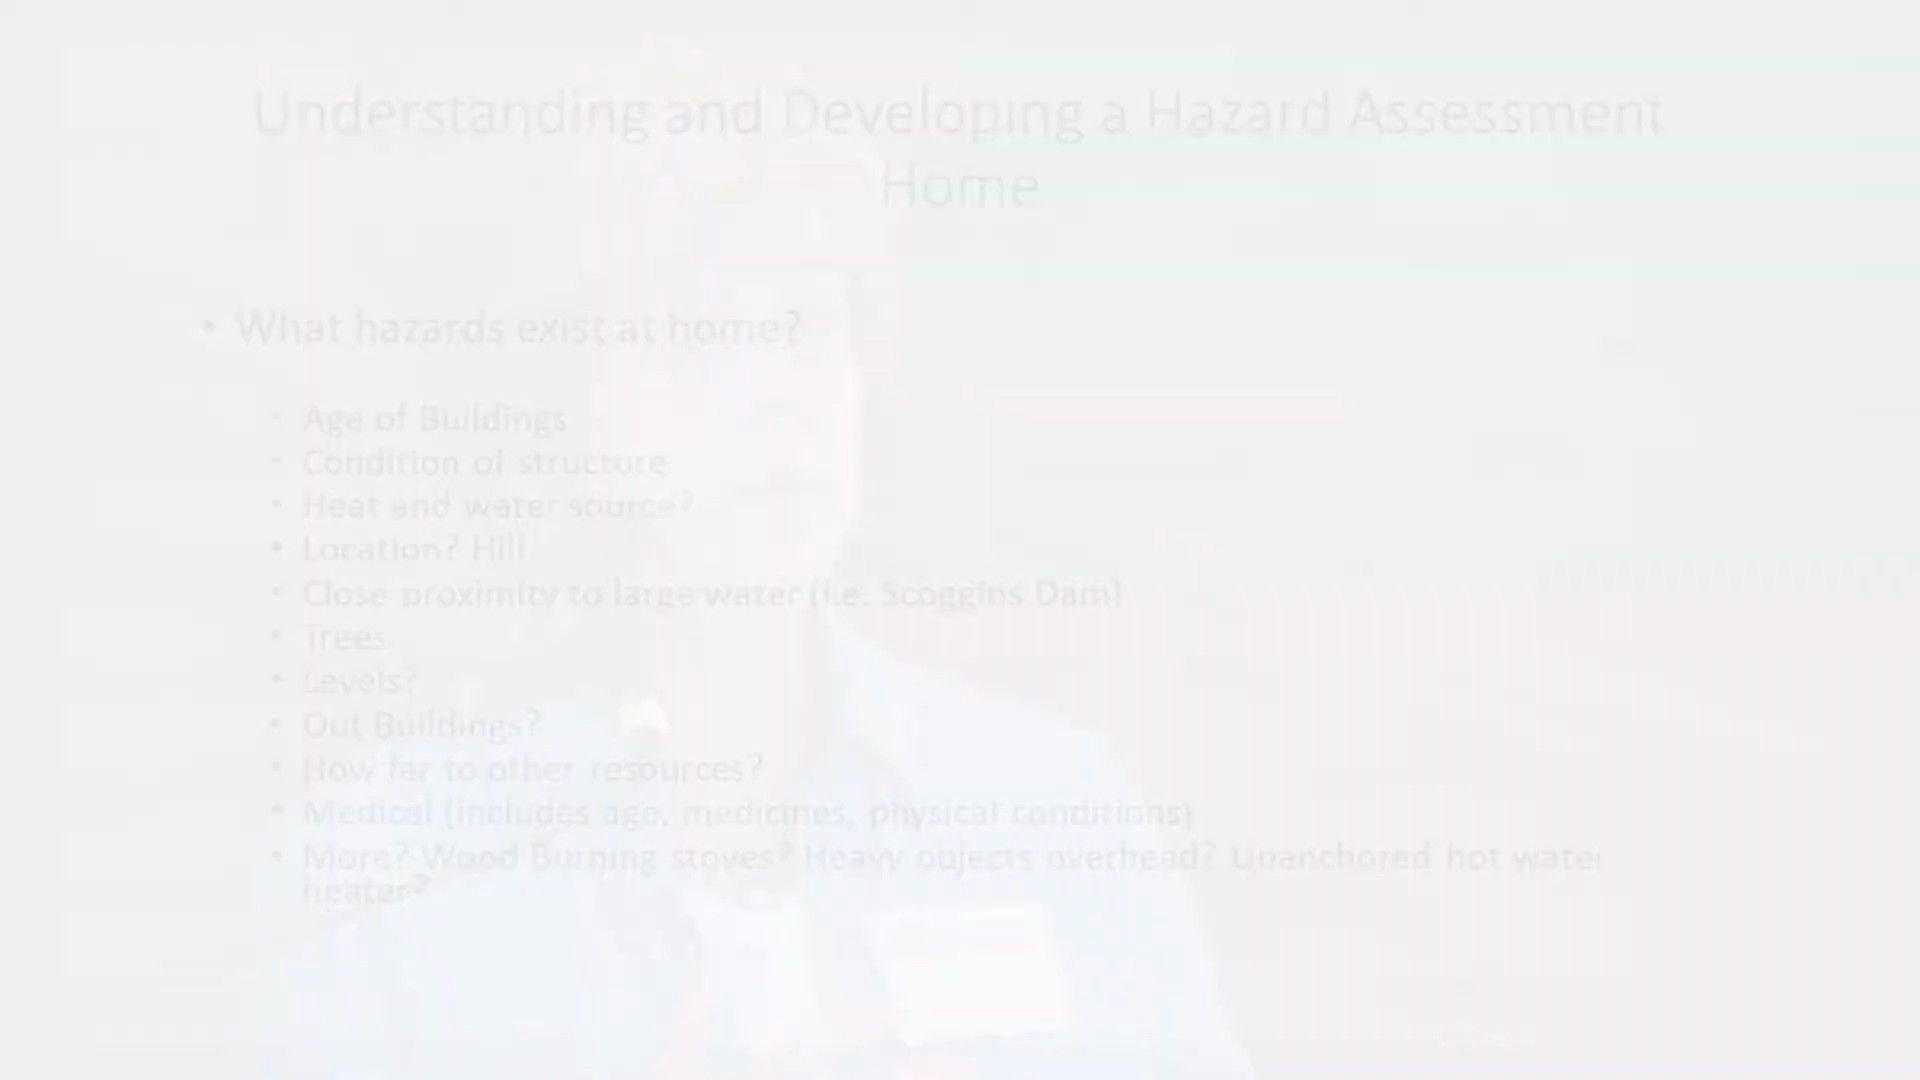 Understanding and Developing a Hazard Assessment
Home
• What hazards exist at home?
• Age of Buildings
• Condition of structure
• Heat and water source?
• Location? Hill
• Close proximity to large water (i.e. Scoggins Dam)
• Trees
• Levels?
• Out Buildings?
• How far to other resources?
• Medical (includes age, medicines, physical conditions)
• More? Wood Burning stoves? Heavy objects overhead? Unanchored hot water
heater?